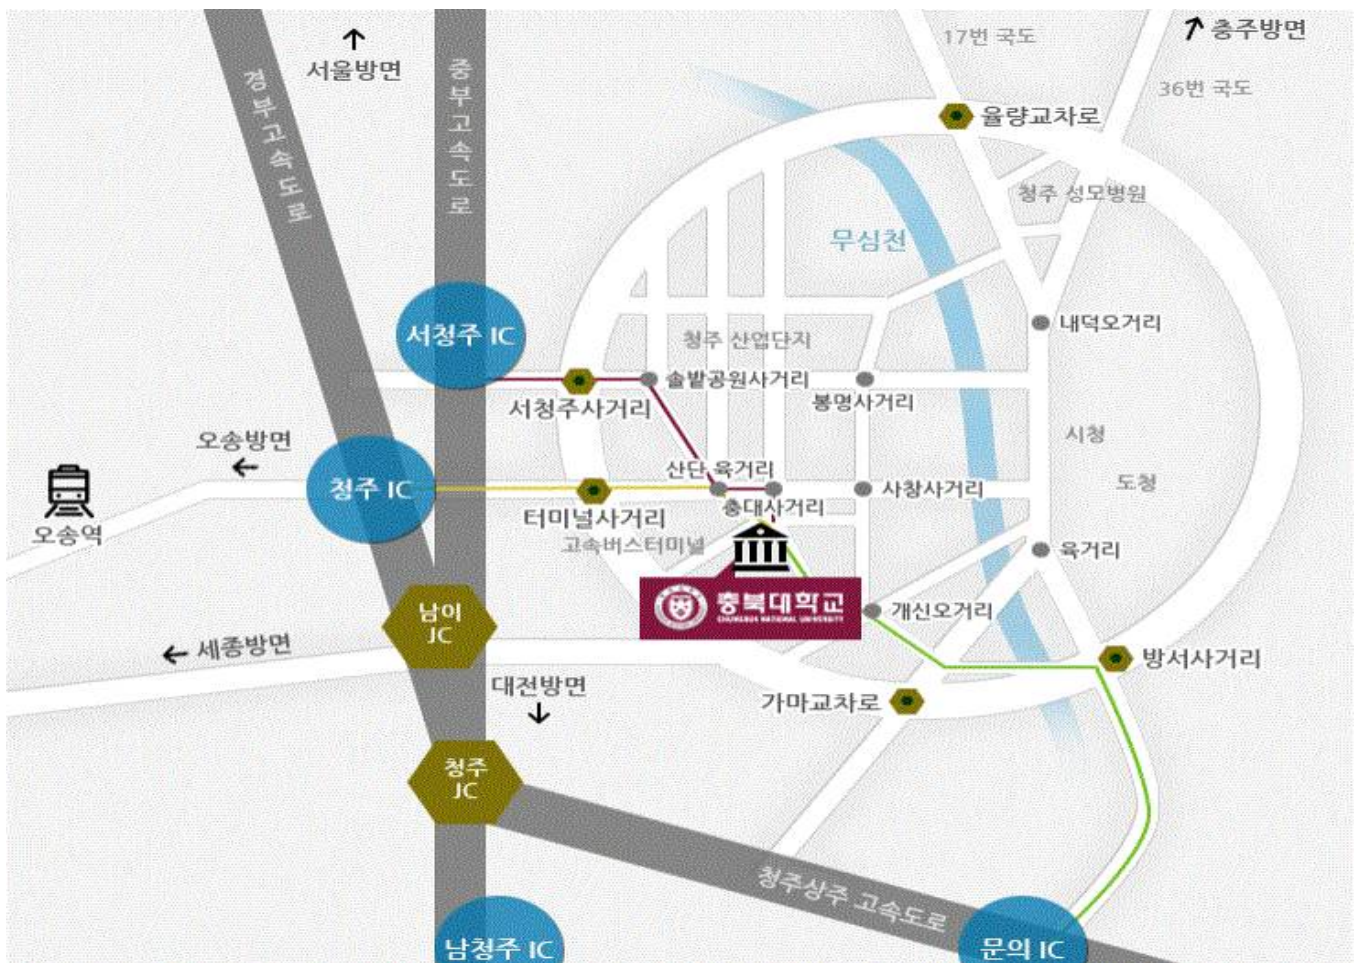 17번 국도
충주방면
서울방면
경부고속도로
중부고속도로
36번 국도
율량교차로
청주 성모병원
무심천
서청주 IC
내덕오거리
청주 산업단지
솔밭공원사거리
서청주사거리
봉명사거리
오송방면
시청
산단 육거리
청주 IC
사창사거리
도청
충대사거리
터미널사거리
오송역
고속버스터미널
육거리
충북대학교
CHUNGBUK NATIONAL UNIVERSITY
개신오거리
남이
JC
세종방면
방서사거리
대전방면
가마교차로
청주
JC
청주상주 고속도로
남청주 IC
문의 IC